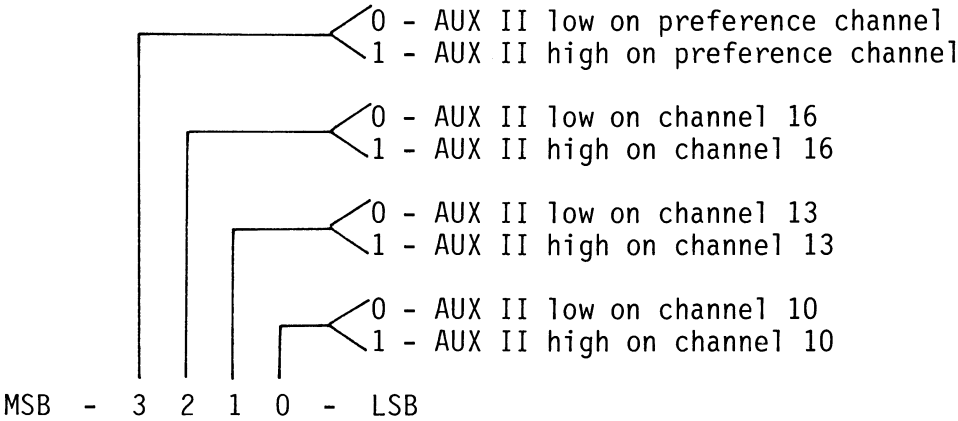 0 - AUX II low on preference channel
1 - AUX II high on preference channel
0 - AUX II low on channel 16
1 - AUX II high on channel 16
0 - AUX II low on channel 13
1 - AUX II high on channel 13
0 - AUX II low on channel 10
1 - AUX II high on channel 10
MSB - 3 2 1 0 - LSB